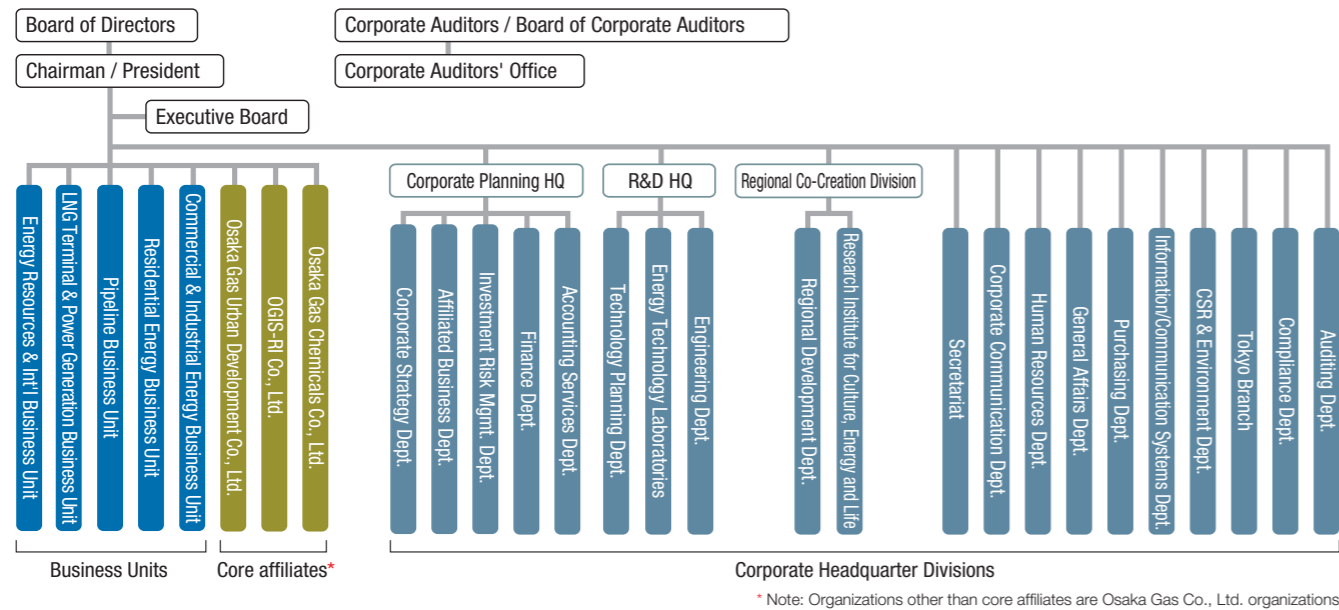 Board of Directors
Corporate Auditors / Board of Corporate Auditors
Chairman / President
Corporate Auditors' Office
Executive Board
Corporate Planning HQ
R&D HQ
Regional Co-Creation Division
Energy Resources & Int'l Business Unit
LNG Terminal & Power Generation Business Unit
Pipeline Business Unit
Residential Energy Business Unit
Commercial & Industrial Energy Business Unit
Osaka Gas Urban Development Co., Ltd.
OGIS-RI Co., Ltd.
Osaka Gas Chemicals Co., Ltd.
Corporate Strategy Dept.
Affiliated Business Dept.
Investment Risk Mgmt. Dept.
Finance Dept.
Accounting Services Dept.
Technology Planning Dept.
Energy Technology Laboratories
Engineering Dept.
Regional Development Dept.
Research Institute for Culture, Energy and Life
Secretariat
Corporate Communication Dept.
Human Resources Dept.
General Affairs Dept.
Purchasing Dept.
Information/Communication Systems Dept.
CSR & Environment Dept.
Tokyo Branch
Compliance Dept.
Auditing Dept.
Business Units
Core affiliates*
Corporate Headquarter Divisions
* Note: Organizations other than core affiliates are Osaka Gas Co., Ltd. organizations